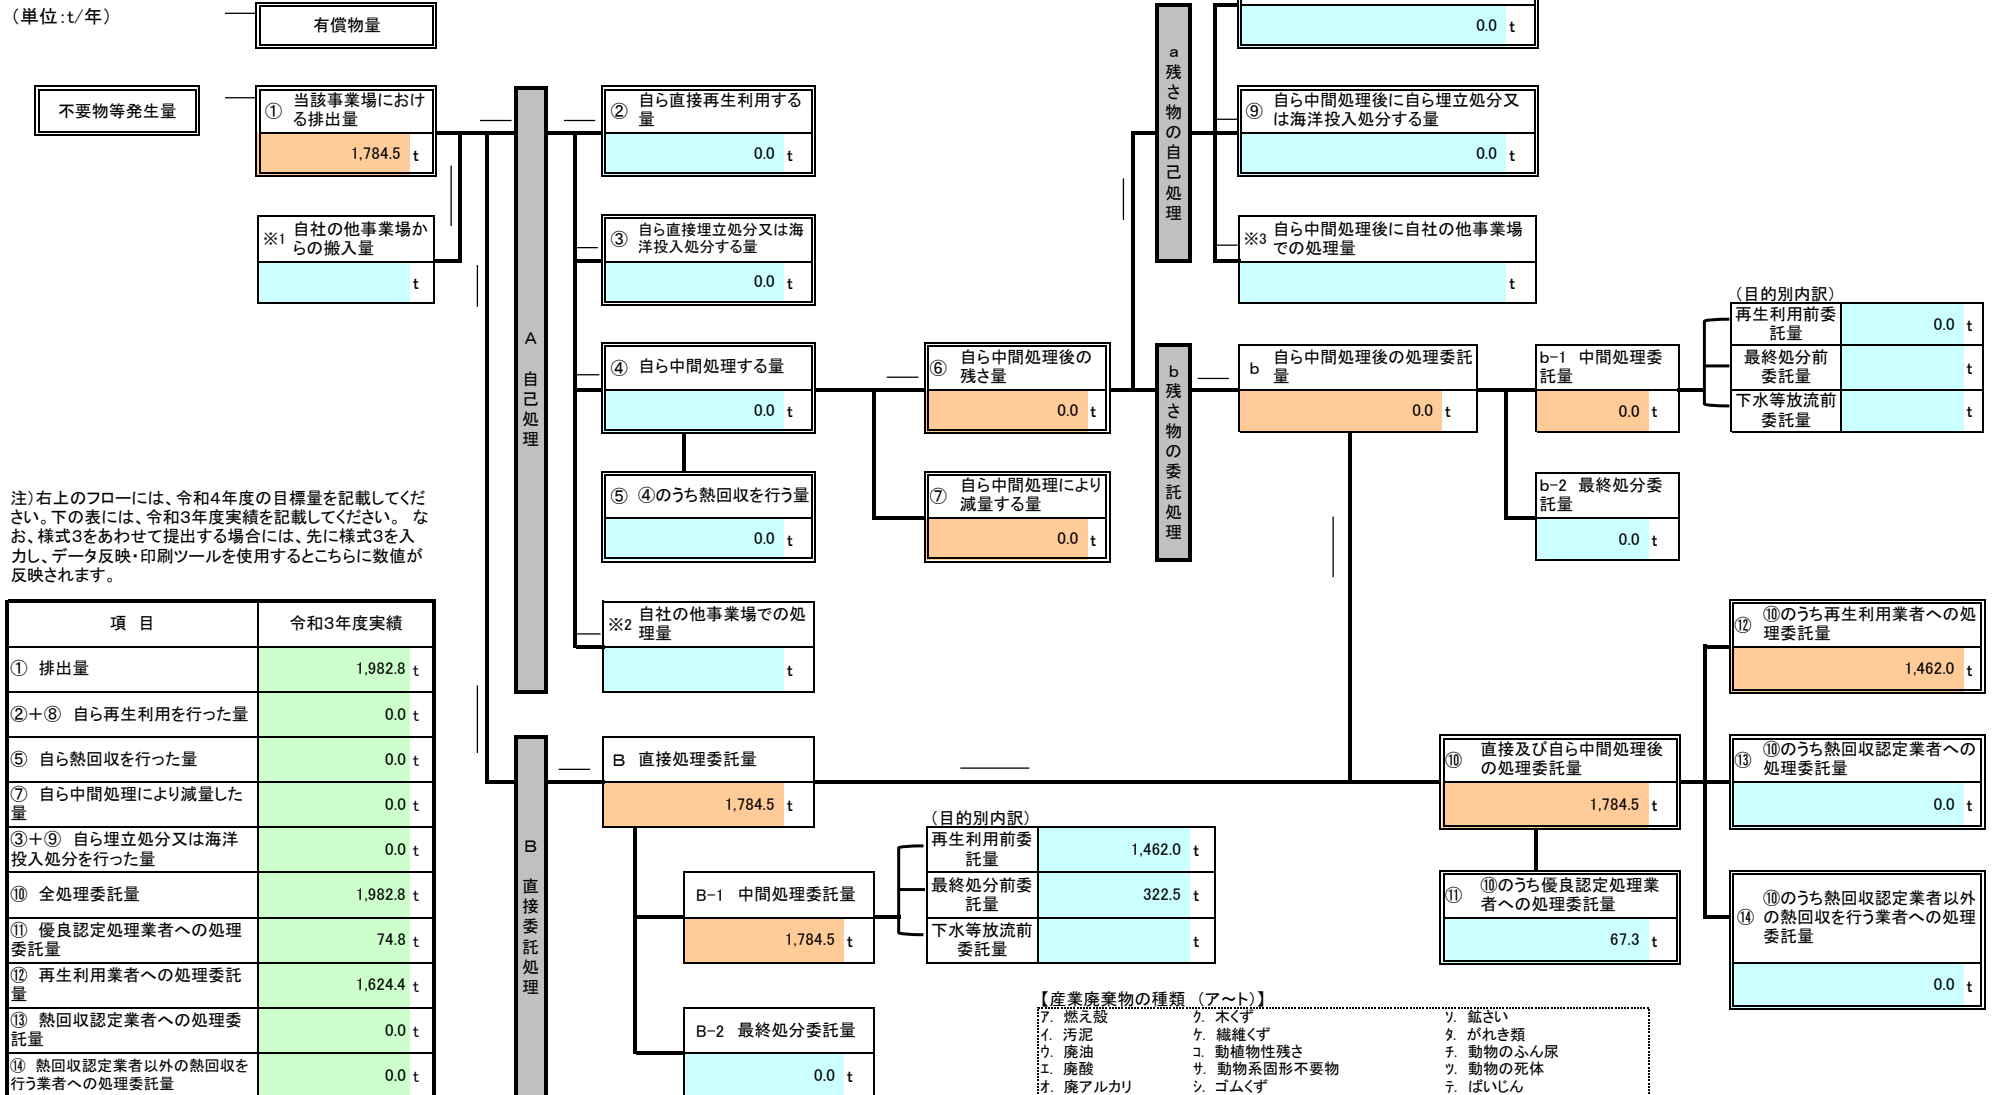 （単位：t/年）
有償物量
0.0 t
不要物等発生量
① 当該事業場におけ
る排出量
1,784.5 t
※1 自社の他事業場か
らの搬入量
t
A 自己処理
② 自ら直接再生利用する
量
0.0 t
③ 自ら直接埋立処分又は海
洋投入処分する量
0.0 t
④ 自ら中間処理する量
0.0 t
⑤ ④のうち熱回収を行う量
0.0 t
※2 自社の他事業場での処
理量
t
⑥ 自ら中間処理後の
残さ量
0.0 t
⑦ 自ら中間処理により
減量する量
0.0 t
a 残さ物の自己処理
⑨ 自ら中間処理後に自ら埋立処分又
は海洋投入処分する量
0.0 t
※3 自ら中間処理後に自社の他事業場
での処理量
t
b 残さ物の委託処理
b 自ら中間処理後の処理委託
量
0.0 t
b-1 中間処理委
託量
0.0 t
b-2 最終処分委
託量
0.0 t
（目的別内訳）
再生利用前委
託量
0.0 t
最終処分前
委託量
t
下水等放流前
委託量
t
注）右上のフローには、令和４年度の目標量を記載してくだ
さい。下の表には、令和３年度実績を記載してください。 な
お、様式３をあわせて提出する場合には、先に様式３を入
力し、データ反映・印刷ツールを使用するとこちらに数値が
反映されます。
項 目 令和３年度実績
① 排出量 1,982.8 t
②＋⑧ 自ら再生利用を行った量 0.0 t
⑤ 自ら熱回収を行った量 0.0 t
⑦ 自ら中間処理により減量した
量 0.0 t
③＋⑨ 自ら埋立処分又は海洋
投入処分を行った量 0.0 t
⑩ 全処理委託量 1,982.8 t
⑪ 優良認定処理業者への処理
委託量 74.8 t
⑫ 再生利用業者への処理委託
量 1,624.4 t
⑬ 熱回収認定業者への処理委
託量 0.0 t
⑭ 熱回収認定業者以外の熱回収を
行う業者への処理委託量 0.0 t
B 直接委託処理
B 直接処理委託量
1,784.5 t
B-1 中間処理委託量
1,784.5 t
B-2 最終処分委託量
0.0 t
（目的別内訳）
再生利用前委
託量
1,462.0 t
最終処分前委
託量
322.5 t
下水等放流前
委託量
t
⑩ 直接及び自ら中間処理後
の処理委託量
1,784.5 t
⑪ ⑩のうち優良認定処理業
者への処理委託量
67.3 t
⑫ ⑩のうち再生利用業者への処
理委託量
1,462.0 t
⑬ ⑩のうち熱回収認定業者への
処理委託量
0.0 t
⑭ ⑩のうち熱回収認定業者以外
の熱回収を行う業者への処理
委託量
0.0 t
【産業廃棄物の種類 （ア～ト）】
ｱ. 燃え殻 ｸ. 木くず ｿ. 鉱さい
ｲ. 汚泥 ｹ. 繊維くず ﾀ. がれき類
ｳ. 廃油 ｺ. 動植物性残さ ﾁ. 動物のふん尿
ｴ. 廃酸 ｻ. 動物系固形不要物 ﾂ. 動物の死体
ｵ. 廃アルカリ ｼ. ゴムくず ﾃ. ばいじん